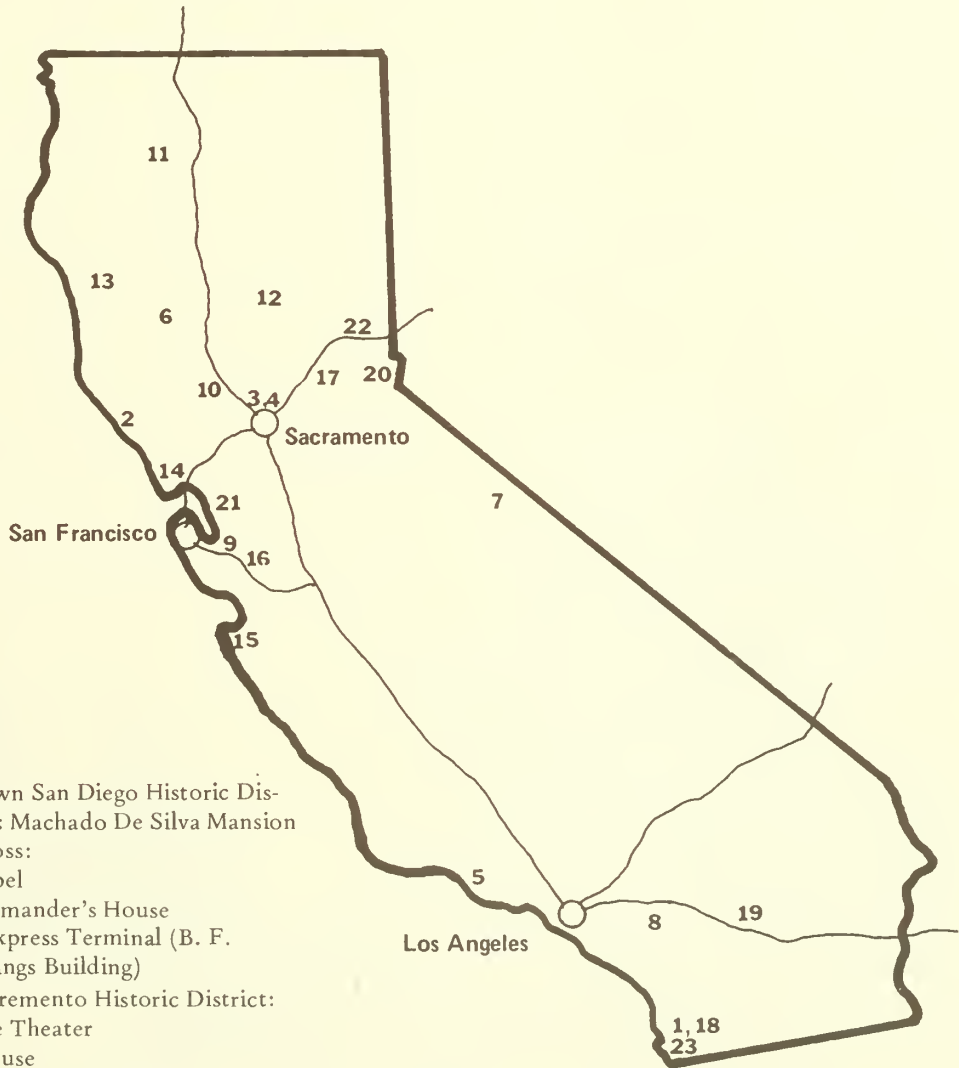 11
13
12
6
22
20
17
10
3,4
2
Sacramento
14
7
21
San Francisco
9
16
15
wn San Diego Historic Dis-
: Machado De Silva Mansion
oss:
pel
mander's House
xpress Terminal (B. F.
ngs Building)
cremento Historic District:
e Theater
use
5
8
19
Los Angeles
1, 18
23